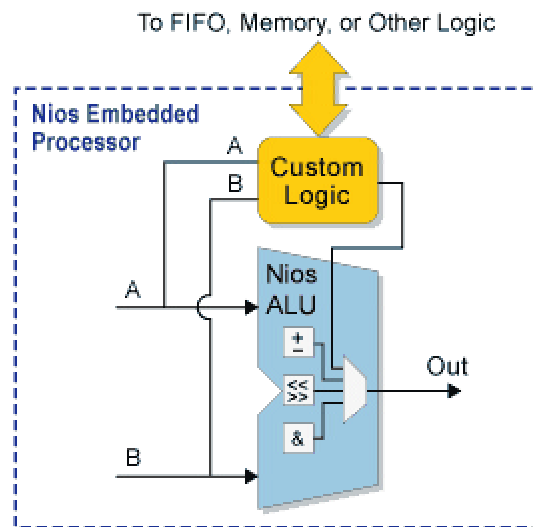 To FIFO, Memory, or Other Logic
Nios Embedded
Processor
A
B
Custom
Logic
A
Nios
ALU
+
−
<<
>>
&
Out
B